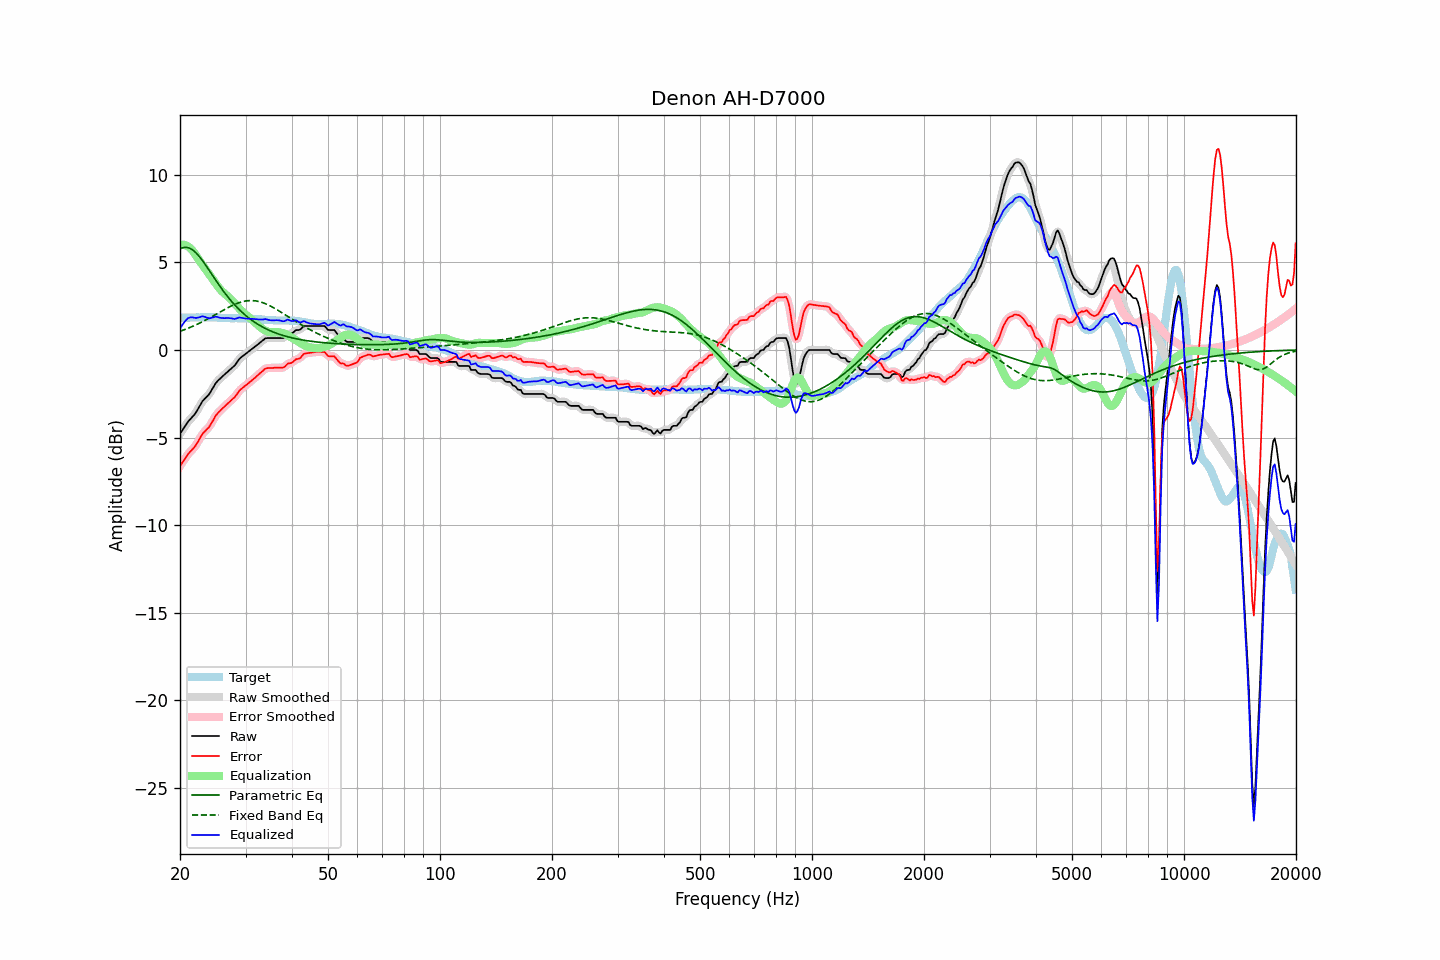 Denon AH-D7000
Amplitude (dBr)
10
5
0
−5
−10
−15
−20
−25
Target
Raw Smoothed
Error Smoothed
Raw
Error
Equalization
Parametric Eq
Fixed Band Eq
Equalized
20 50 100 200 500 1000 2000 5000 10000 20000
Frequency (Hz)